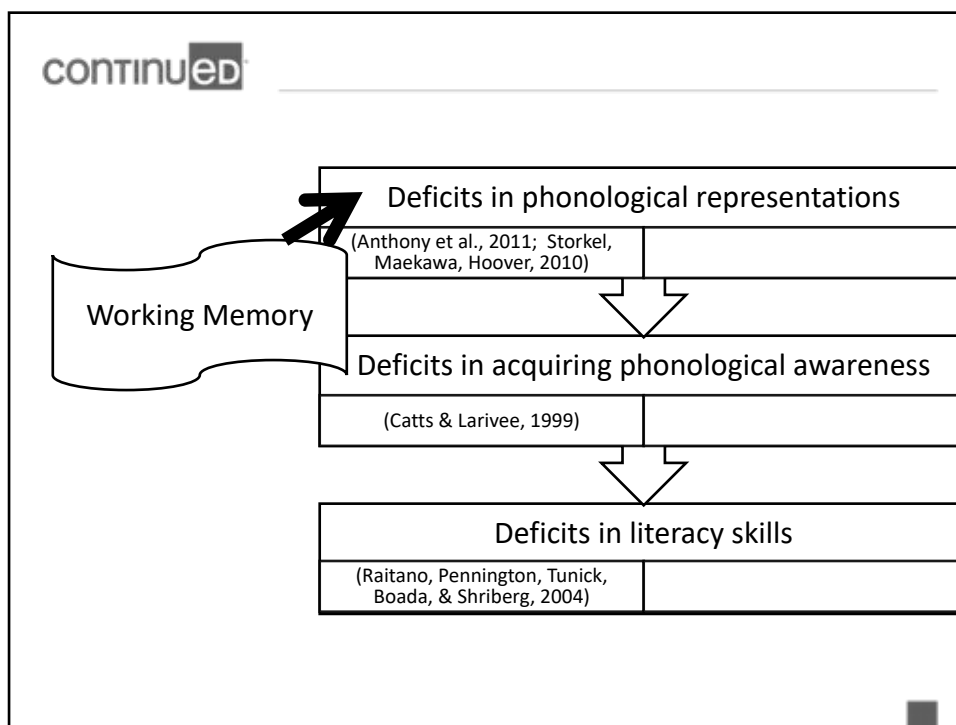 continued
Deficits in phonological representations
(Anthony et al., 2011; Storkel,
Maekawa, Hoover, 2010)
Working Memory
Deficits in acquiring phonological awareness
(Catts & Larivee, 1999)
Deficits in literacy skills
(Raitano, Pennington, Tunick,
Boada, & Shriberg, 2004)